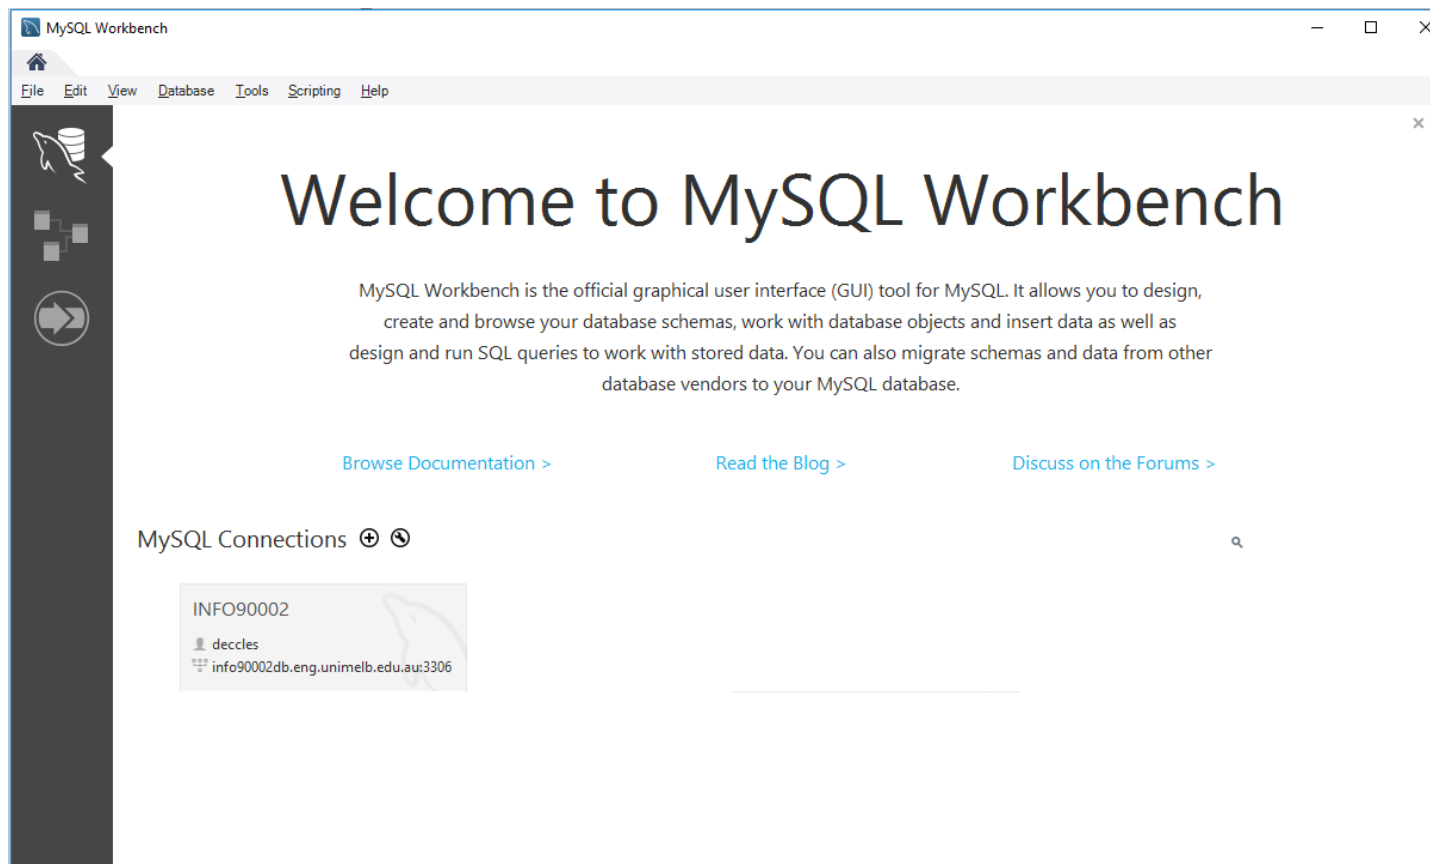 MySQL Workbench
File Edit View Database Tools Scripting Help
Welcome to MySQL Workbench
MySQL Workbench is the official graphical user interface (GUI) tool for MySQL. It allows you to design,
create and browse your database schemas, work with database objects and insert data as well as
design and run SQL queries to work with stored data. You can also migrate schemas and data from other
database vendors to your MySQL database.
Browse Documentation > Read the Blog > Discuss on the Forums >
MySQL Connections
INFO90002
deccles
info90002db.eng.unimelb.edu.au:3306